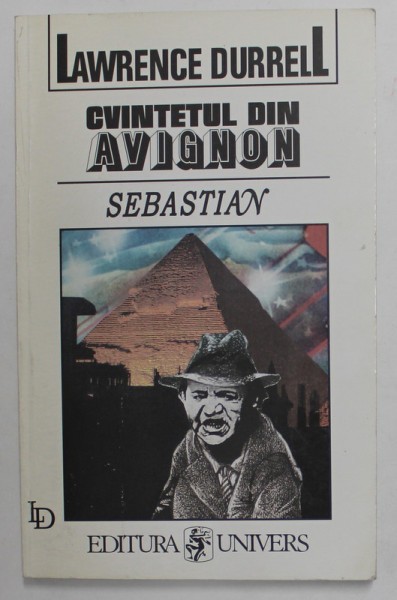 LAWRENCE DURRELL
CVINTETUL DIN
AVIGNON
SEBASTIAN
LD
EDITURA UNIVERS